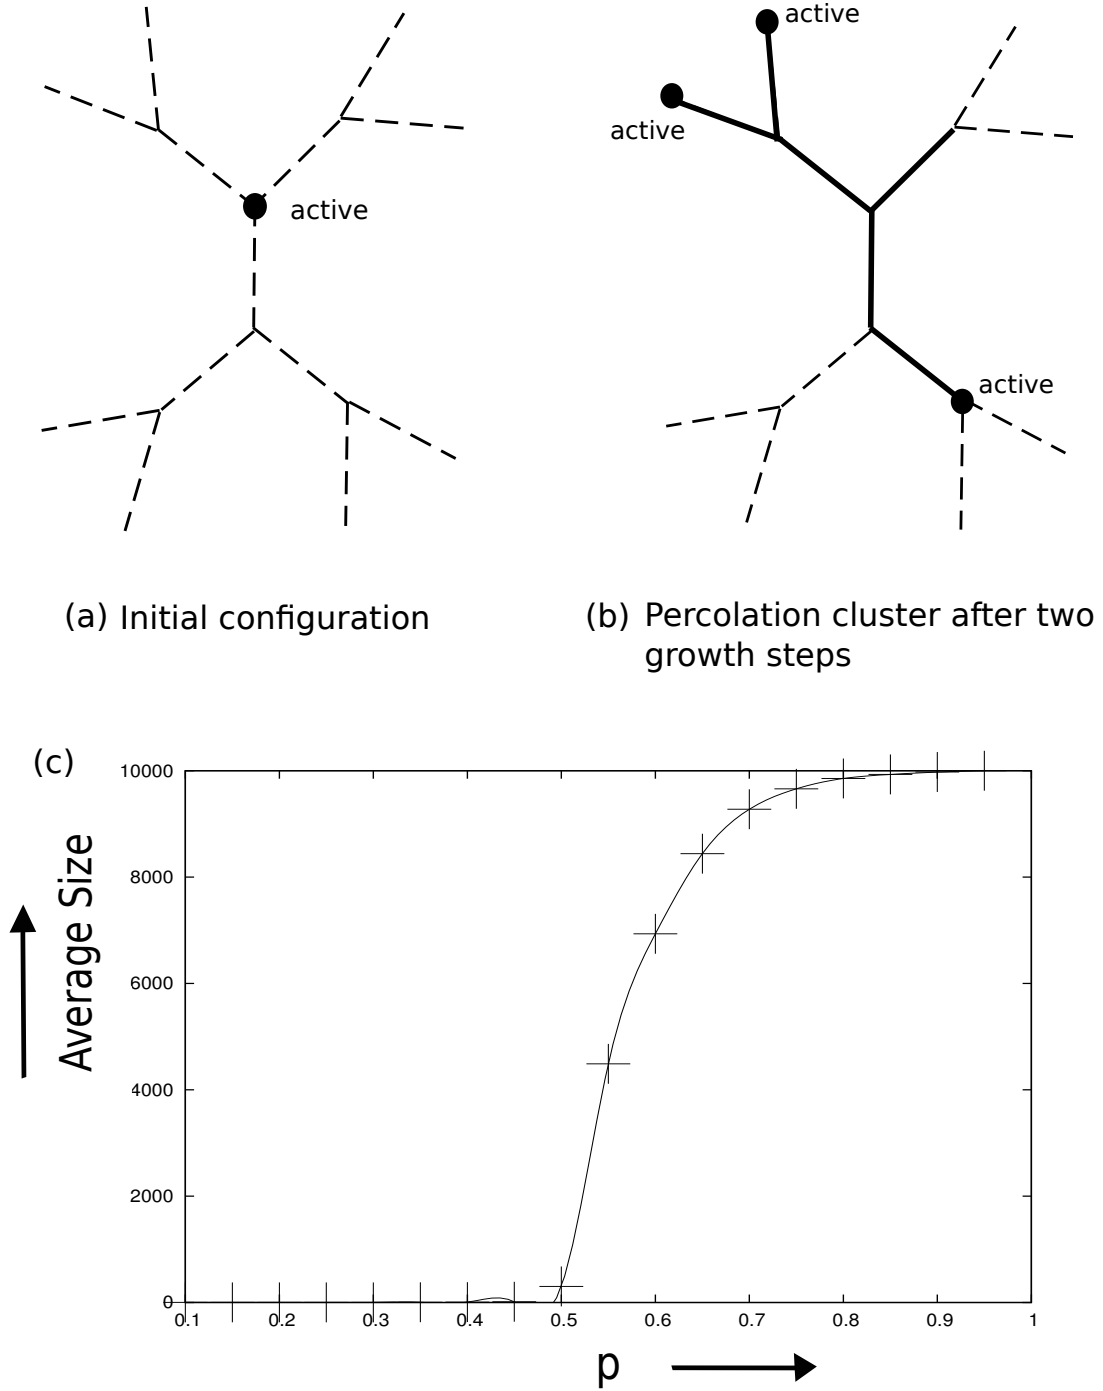 active
active
active
active
(a) Initial configuration
(b) Percolation cluster after two
growth steps
(c)
Average Size
10000
8000
6000
4000
2000
0
0.1 0.2 0.3 0.4 0.5 0.6 0.7 0.8 0.9 1
p